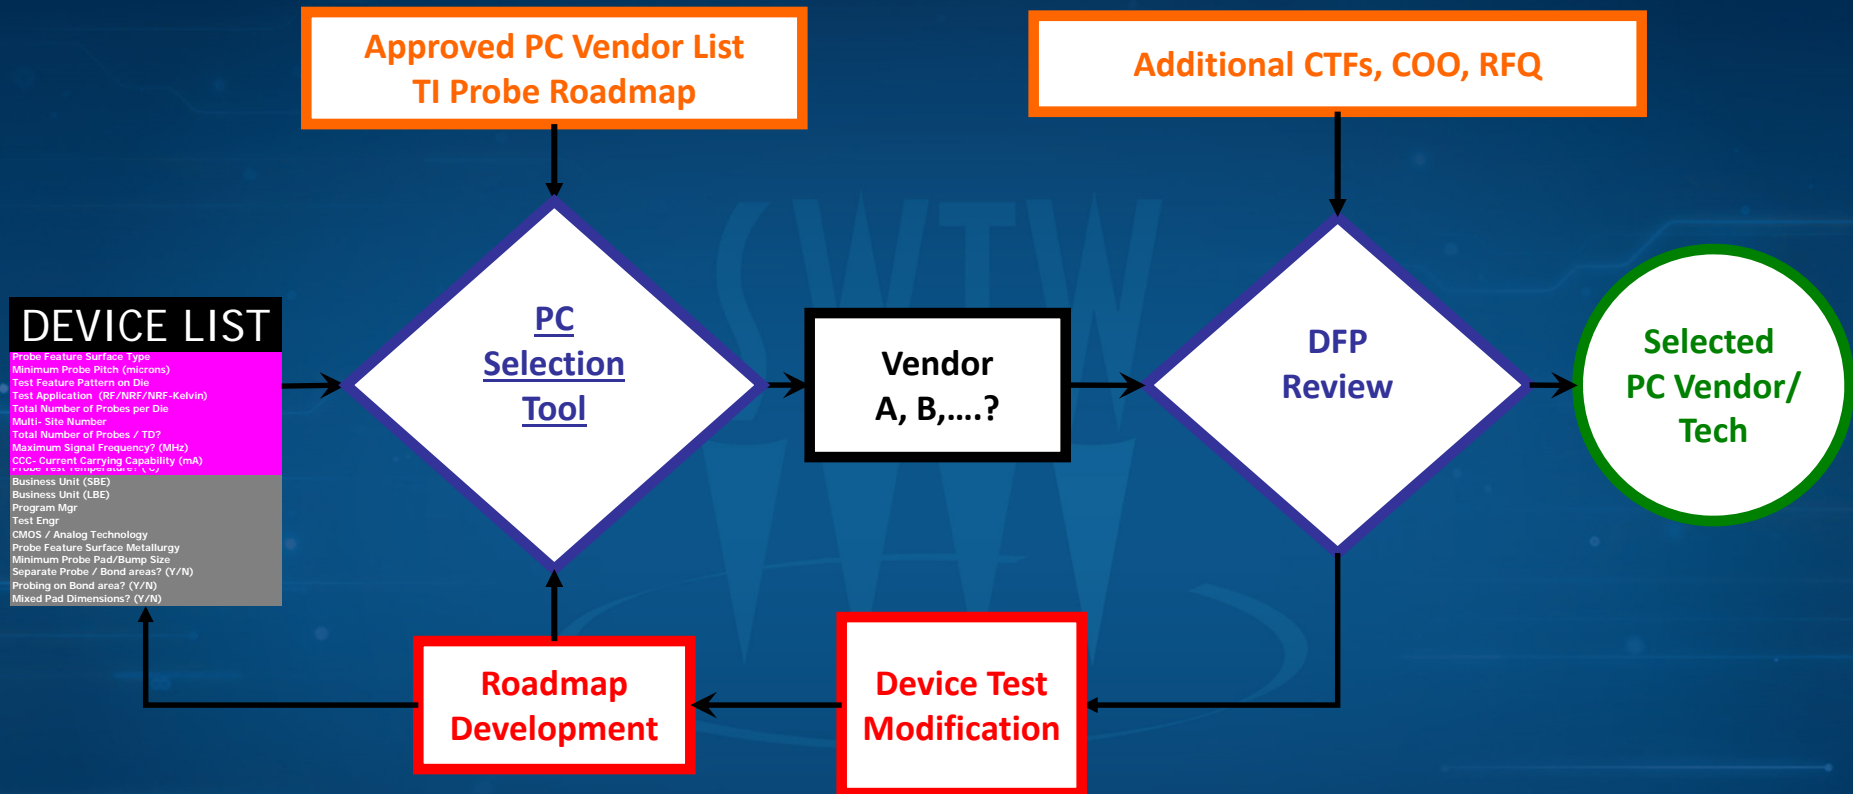 Approved PC Vendor List
TI Probe Roadmap
Additional CTFs, COO, RFQ
SWTW
DEVICE LIST
Probe Feature Surface Type
Minimum Probe Pitch (microns)
Test Feature Pattern on Die
Test Application (RF/NRF/NRF-Kelvin)
Total Number of Probes per Die
Multi- Site Number
Total Number of Probes / TD?
Maximum Signal Frequency? (MHz)
CCC- Current Carrying Capability (mA)
Probe Test Temperature? (C)
Business Unit (SBE)
Business Unit (LBE)
Program Mgr
Test Engr
CMOS / Analog Technology
Probe Feature Surface Metallurgy
Minimum Probe Pad/Bump Size
Separate Probe / Bond areas? (Y/N)
Probing on Bond area? (Y/N)
Mixed Pad Dimensions? (Y/N)
PC
Selection
Tool
Vendor
A, B,....?
DFP
Review
Selected
PC Vendor/
Tech
Roadmap
Development
Device Test
Modification